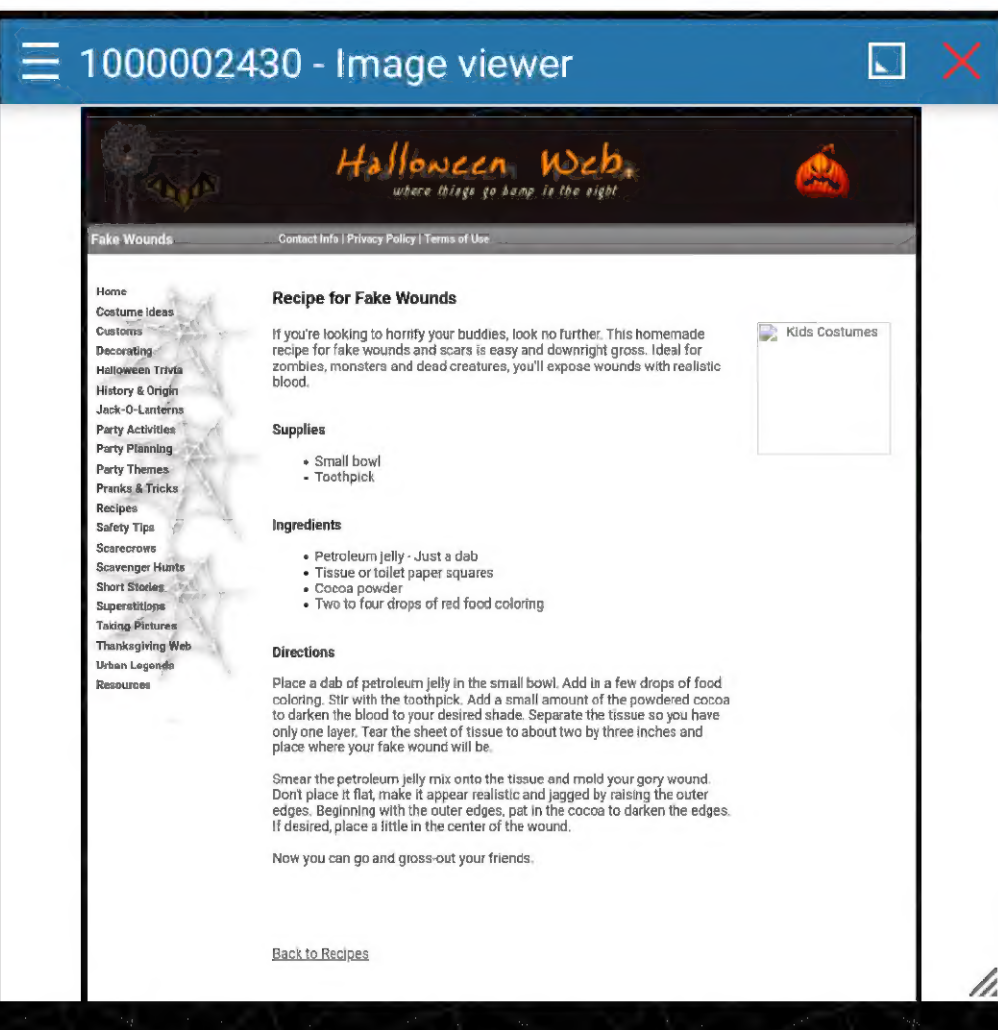 1000002430 - Image viewer
Halloween Web
where things go bump in the night
Fake Wounds
Contact Info | Privacy Policy | Terms of Use
Home
Costume Ideas
Customs
Decorating
Halloween Trivia
History & Origin
Jack-O-Lanterns
Party Activities
Party Planning
Party Themes
Pranks & Tricks
Recipes
Safety Tips
Scarecrows
Scavenger Hunts
Short Stories
Superstitions
Taking Pictures
Thanksgiving Web
Urban Legends
Resources
Recipe for Fake Wounds
If you're looking to horrify your buddies, look no further. This homemade
recipe for fake wounds and scars is easy and downright gross. Ideal for
zombies, monsters and dead creatures, you'll expose wounds with realistic
blood.
Supplies
• Small bowl
• Toothpick
Ingredients
• Petroleum jelly - Just a dab
• Tissue or toilet paper squares
• Cocoa powder
• Two to four drops of red food coloring
Directions
Place a dab of petroleum jelly in the small bowl. Add in a few drops of food
coloring. Stir with the toothpick. Add a small amount of the powdered cocoa
to darken the blood to your desired shade. Separate the tissue so you have
only one layer. Tear the sheet of tissue to about two by three inches and
place where your fake wound will be.
Smear the petroleum jelly mix onto the tissue and mold your gory wound.
Don't place it flat, make it appear realistic and jagged by raising the outer
edges. Beginning with the outer edges, pat in the cocoa to darken the edges.
If desired, place a little in the center of the wound.
Now you can go and gross-out your friends.
Back to Recipes
Kids Costumes